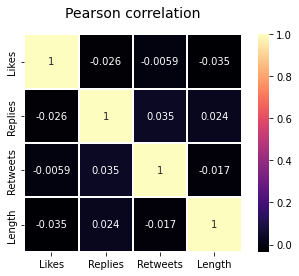 Pearson correlation
Likes 1 -0.026 -0.0059 -0.035
Replies -0.026 1 0.035 0.024
Retweets -0.0059 0.035 1 -0.017
Length -0.035 0.024 -0.017 1
Likes Replies Retweets Length
1.0
0.8
0.6
0.4
0.2
0.0